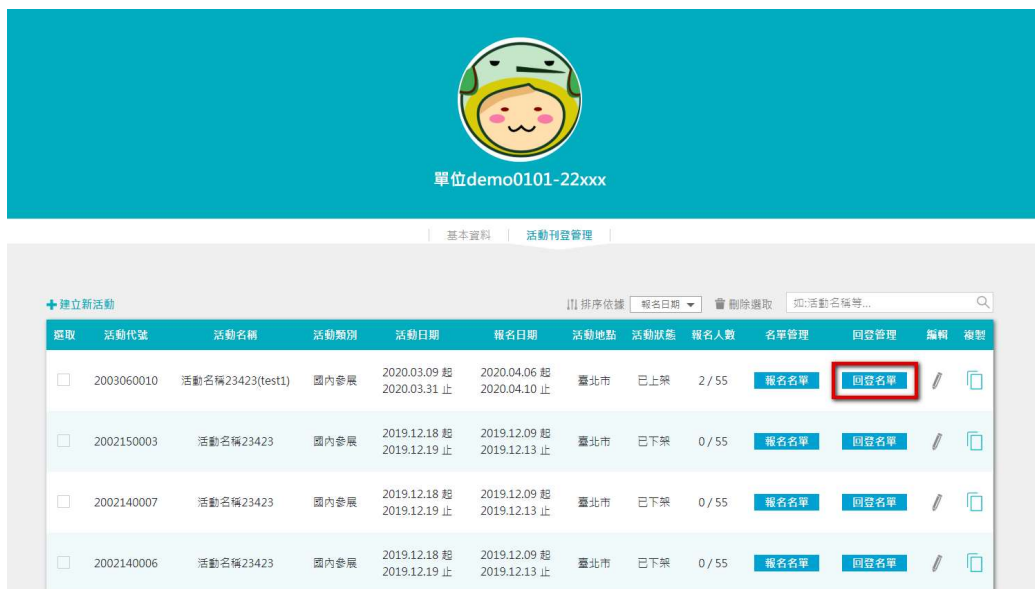 單位demo0101-22xxx
基本資料 活動刊登管理
建立新活動 排序依據 報名日期 刪除選取 如:活動名稱等...
選取 活動代號 活動名稱 活動類別 活動日期 報名日期 活動地點 活動狀態 報名人數 名單管理 回登管理 編輯 複製
2020.03.09 起 2020.04.06 起
2003060010 活動名稱23423(test1) 國內參展 臺北市 已上架 2 / 55 報名名單 回登名單
2020.03.31 止 2020.04.10 止
2019.12.18 起 2019.12.09 起
2002150003 活動名稱23423 國內參展 臺北市 已下架 0 / 55 報名名單 回登名單
2019.12.19 止 2019.12.13 止
2019.12.18 起 2019.12.09 起
2002140007 活動名稱23423 國內參展 臺北市 已下架 0 / 55 報名名單 回登名單
2019.12.19 止 2019.12.13 止
2019.12.18 起 2019.12.09 起
2002140006 活動名稱23423 國內參展 臺北市 已下架 0 / 55 報名名單 回登名單
2019.12.19 止 2019.12.13 止